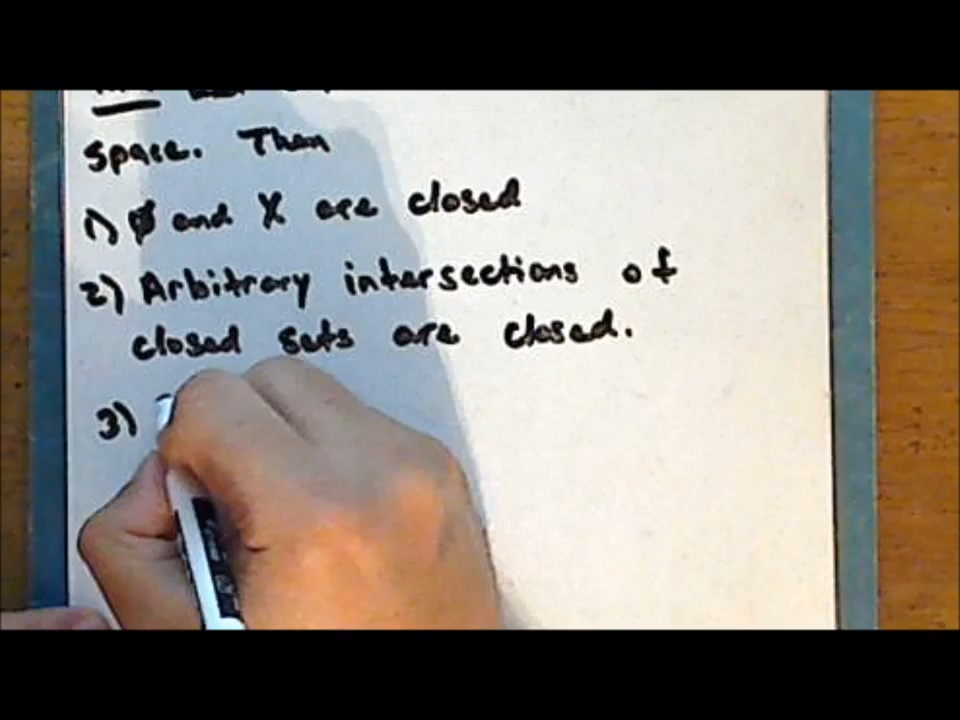 space. Then
1) Ø and X are closed
2) Arbitrary intersections of
closed sets are closed.
3)